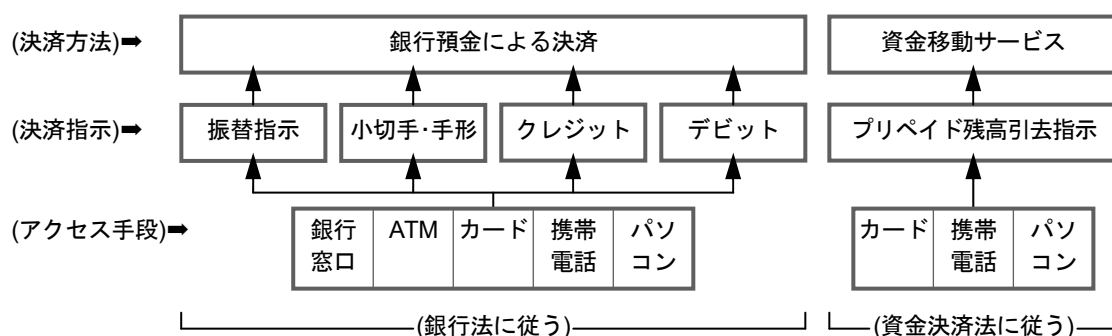 (決済方法)➡ 銀行預金による決済 資金移動サービス
(決済指示)➡ 振替指示 小切手・手形 クレジット デビット プリペイド残高引去指示
(アクセス手段)➡ 銀行 ATM カード 携帯 パソ カード 携帯 パソ
窓口 電話 コン 電話 コン
(銀行法に従う) (資金決済法に従う)